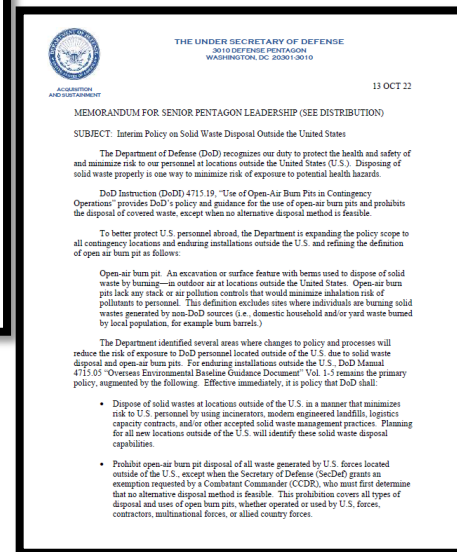 THE UNDER SECRETARY OF DEFENSE
3010 DEFENSE PENTAGON
WASHINGTON, DC 20301-3010
ACQUISITION
AND SUSTAINMENT
13 OCT 22
MEMORANDUM FOR SENIOR PENTAGON LEADERSHIP (SEE DISTRIBUTION)
SUBJECT: Interim Policy on Solid Waste Disposal Outside the United States
The Department of Defense (DoD) recognizes our duty to protect the health and safety of
and minimize risk to our personnel at locations outside the United States (U.S.). Disposing of
solid waste properly is one way to minimize risk of exposure to potential health hazards.
DoD Instruction (DoDI) 4715.19, “Use of Open-Air Burn Pits in Contingency
Operations” provides DoD’s policy and guidance for the use of open-air burn pits and prohibits
the disposal of covered waste, except when no alternative disposal method is feasible.
To better protect U.S. personnel abroad, the Department is expanding the policy scope to
all contingency locations and enduring installations outside the U.S. and refining the definition
of open air burn pit as follows:
Open-air burn pit. An excavation or surface feature with berms used to dispose of solid
waste by burning—in outdoor air at locations outside the United States. Open-air burn
pits lack any stack or air pollution controls that would minimize inhalation risk of
pollutants to personnel. This definition excludes sites where individuals are burning solid
wastes generated by non-DoD sources (i.e., domestic household and/or yard waste burned
by local population, for example burn barrels.)
The Department identified several areas where changes to policy and processes will
reduce the risk of exposure to DoD personnel located outside of the U.S. due to solid waste
disposal and open-air burn pits. For enduring installations outside the U.S., DoD Manual
4715.05 “Overseas Environmental Baseline Guidance Document” Vol. 1-5 remains the primary
policy, augmented by the following. Effective immediately, it is policy that DoD shall:
• Dispose of solid wastes at locations outside of the U.S. in a manner that minimizes
risk to U.S. personnel by using incinerators, modern engineered landfills, logistics
capacity contracts, and/or other accepted solid waste management practices. Planning
for all new locations outside of the U.S. will identify these solid waste disposal
capabilities.
• Prohibit open-air burn pit disposal of all waste generated by U.S. forces located
outside of the U.S., except when the Secretary of Defense (SecDef) grants an
exemption requested by a Combatant Commander (CCDR), who must first determine
that no alternative disposal method is feasible. This prohibition covers all types of
disposal and uses of open burn pits, whether operated or used by U.S, forces,
contractors, multinational forces, or allied country forces.